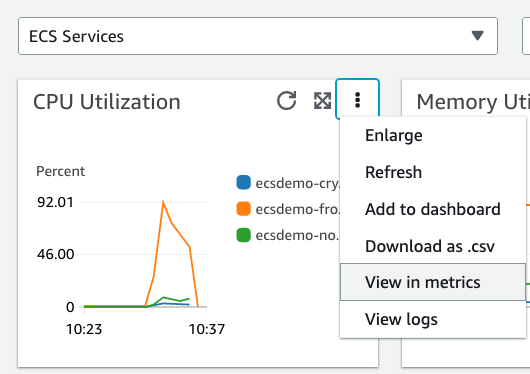 ECS Services
CPU Utilization
Memory Uti
Percent
92.01
46.00
0
10:23
10:37
ecsdemo-cry.
ecsdemo-fro.
ecsdemo-no.
Enlarge
Refresh
Add to dashboard
Download as .csv
View in metrics
View logs